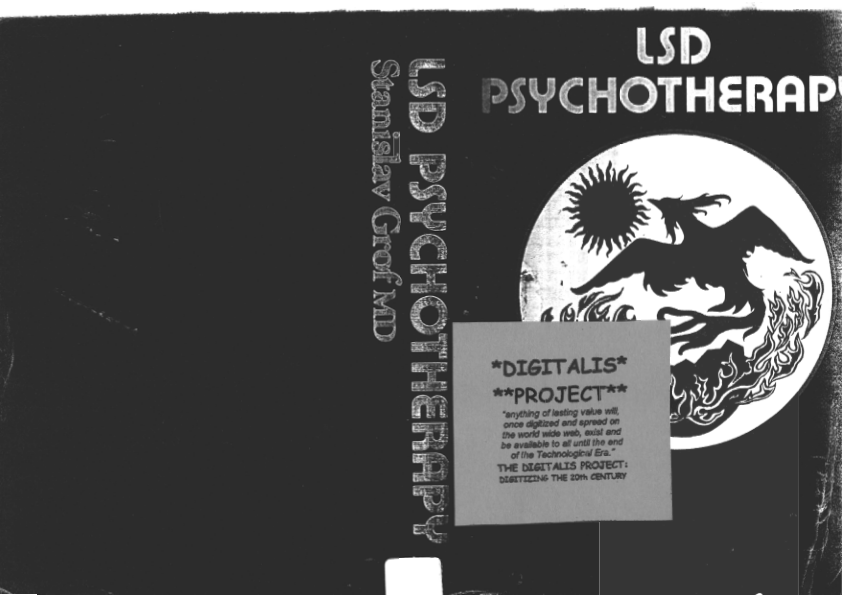 LSD
PSYCHOTHERAPY
LSD PSYCHOTHERAPY
Stanislav Grof MD
*DIGITALIS*
**PROJECT**
"anything of lasting value will,
once digitized and spread on
the world wide web, exist and
be available to all until the end
of the Technological Era."
THE DIGITALIS PROJECT:
DIGITIZING THE 20th CENTURY